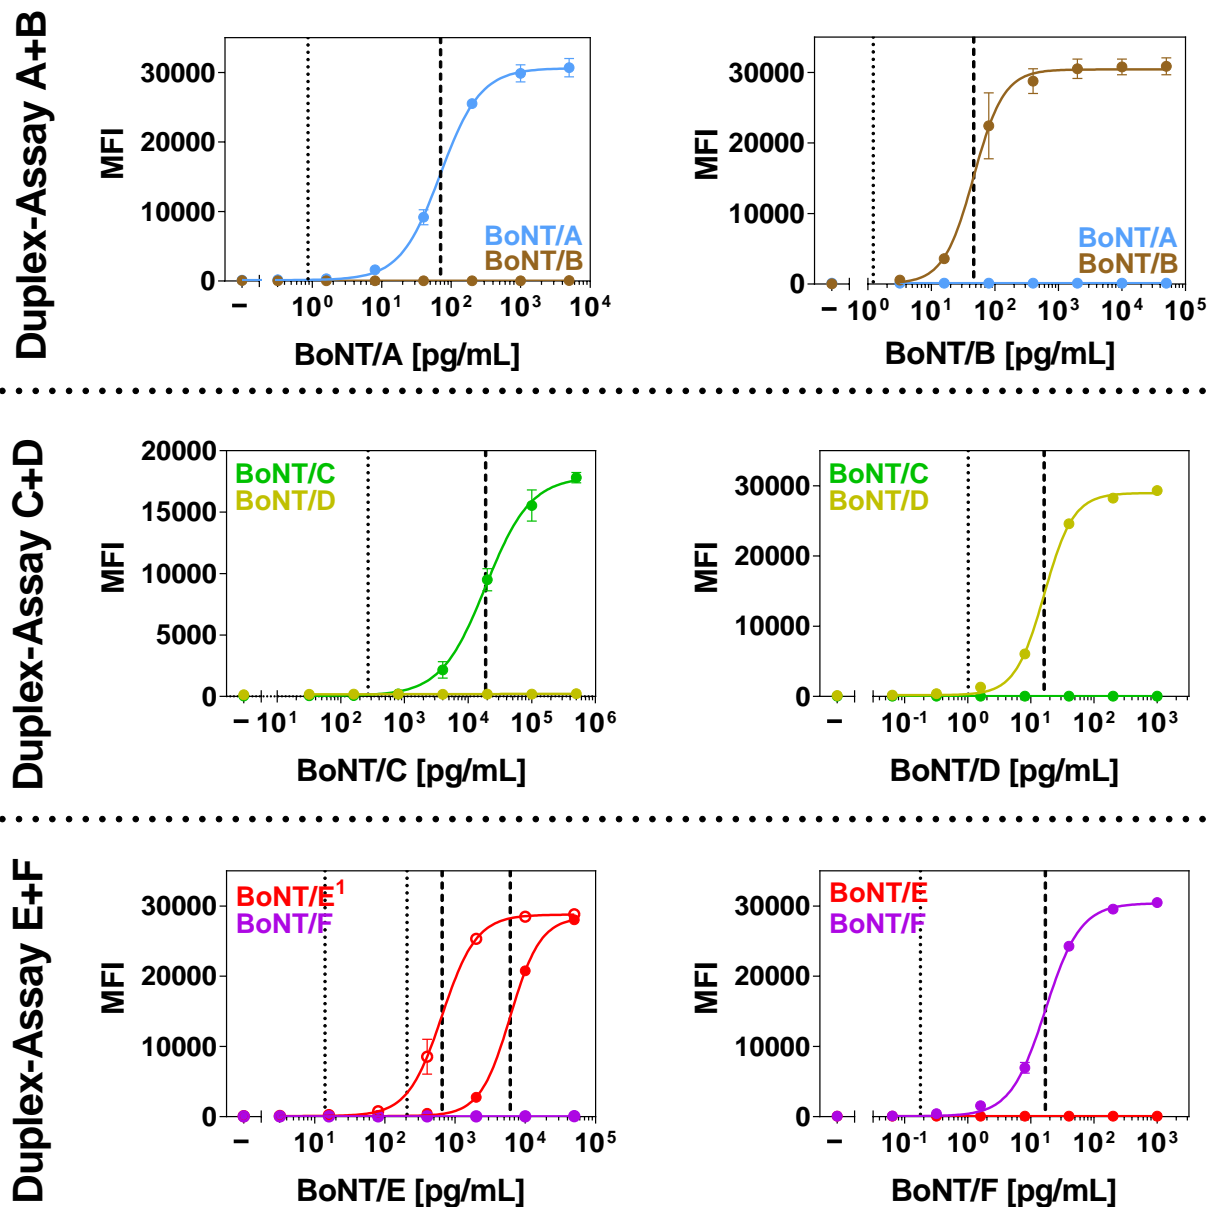 Duplex-Assay A+B
MFI
30000
20000
10000
0
BoNT/A
BoNT/B
– 10⁰ 10¹ 10² 10³ 10⁴
BoNT/A [pg/mL]
MFI
30000
20000
10000
0
BoNT/A
BoNT/B
– 10⁰ 10¹ 10² 10³ 10⁴ 10⁵
BoNT/B [pg/mL]
Duplex-Assay C+D
MFI
20000
15000
10000
5000
0
BoNT/C
BoNT/D
– 10¹ 10² 10³ 10⁴ 10⁵ 10⁶
BoNT/C [pg/mL]
MFI
30000
20000
10000
0
BoNT/C
BoNT/D
– 10⁻¹ 10⁰ 10¹ 10² 10³
BoNT/D [pg/mL]
Duplex-Assay E+F
MFI
30000
20000
10000
0
BoNT/E¹
BoNT/F
– 10¹ 10² 10³ 10⁴ 10⁵
BoNT/E [pg/mL]
MFI
30000
20000
10000
0
BoNT/E
BoNT/F
– 10⁻¹ 10⁰ 10¹ 10² 10³
BoNT/F [pg/mL]